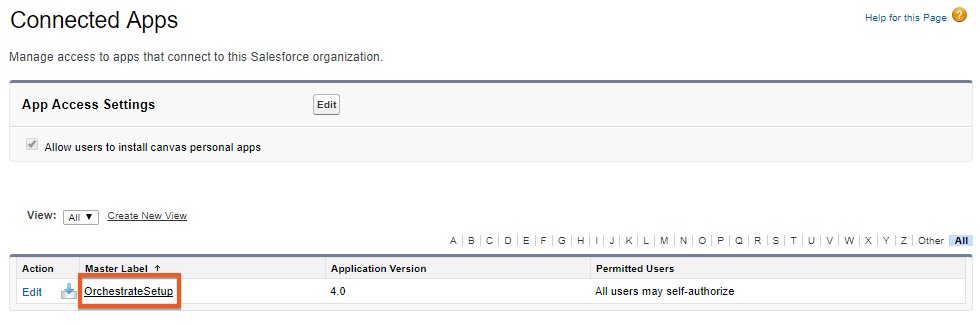 Connected Apps
Help for this Page ?
Manage access to apps that connect to this Salesforce organization.
App Access Settings Edit
Allow users to install canvas personal apps
View: All ▼ Create New View
A | B | C | D | E | F | G | H | I | J | K | L | M | N | O | P | Q | R | S | T | U | V | W | X | Y | Z | Other All
Action Master Label ↑ Application Version Permitted Users
Edit OrchestrateSetup 4.0 All users may self-authorize